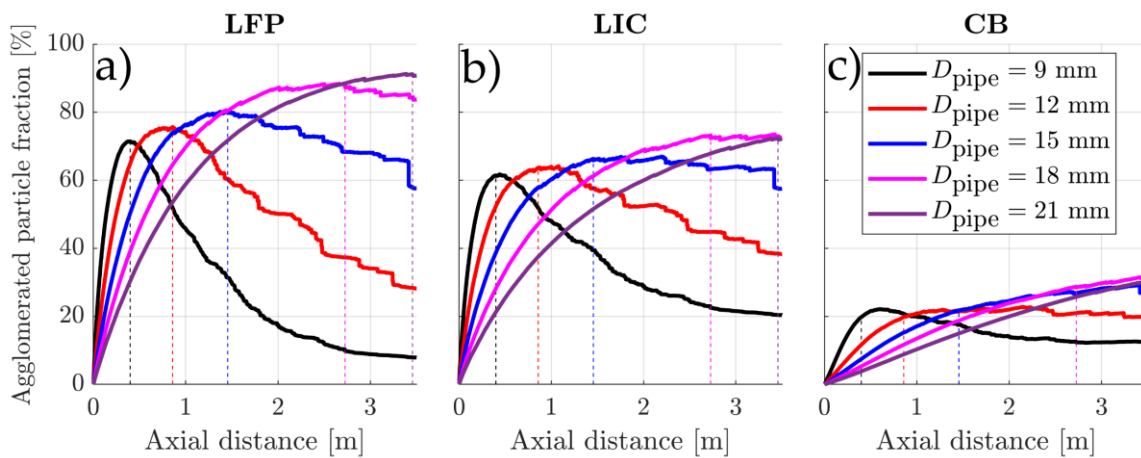 LFP
LIC
CB
Agglomerated particle fraction [%]
100
80
60
40
20
0
a)
b)
c)
D_pipe = 9 mm
D_pipe = 12 mm
D_pipe = 15 mm
D_pipe = 18 mm
D_pipe = 21 mm
0 1 2 3
0 1 2 3
0 1 2 3
Axial distance [m]
Axial distance [m]
Axial distance [m]